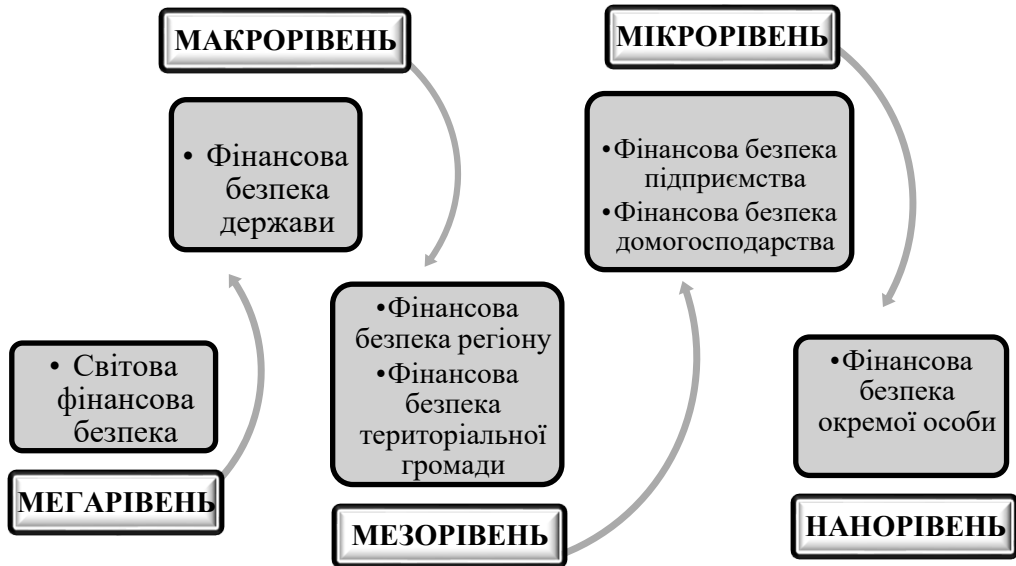 МАКРОРІВЕНЬ
• Фінансова
безпека
держави
• Світова
фінансова
безпека
МЕГАРІВЕНЬ
•Фінансова
безпека регіону
•Фінансова
безпека
територіальної
громади
МЕЗОРІВЕНЬ
МІКРОРІВЕНЬ
•Фінансова безпека
підприємства
•Фінансова безпека
домогосподарства
•Фінансова
безпека
окремої особи
НАНОРІВЕНЬ